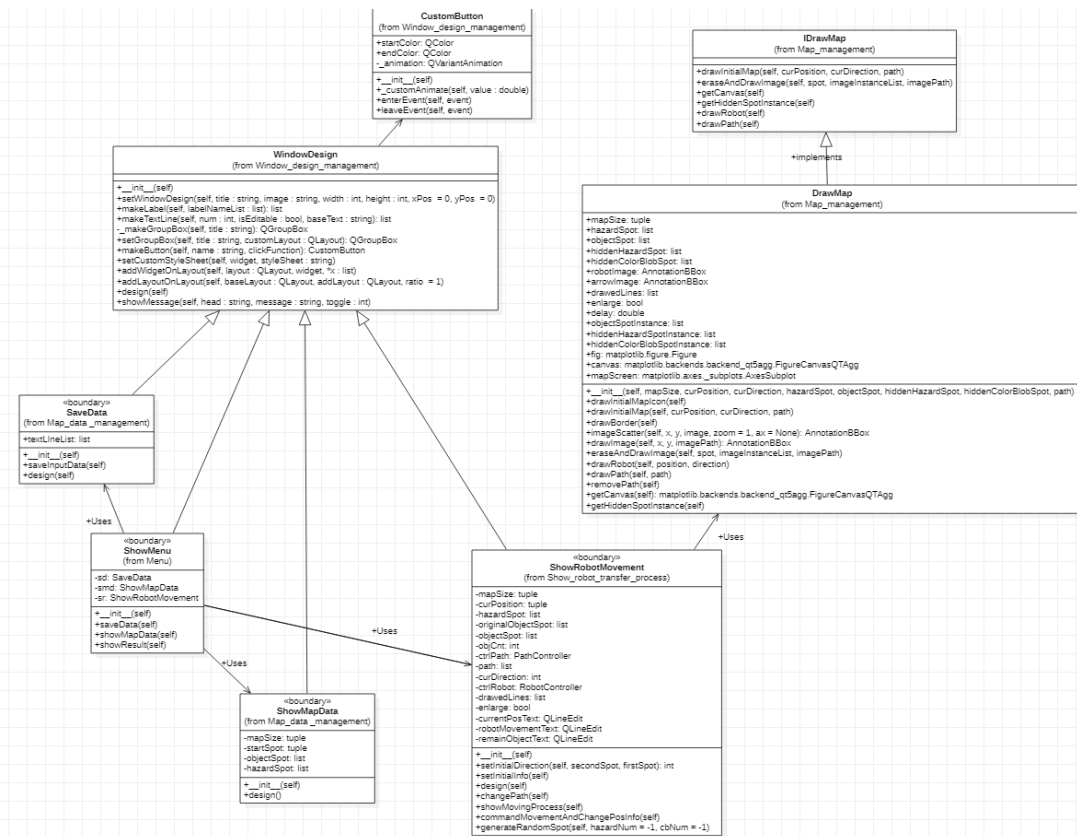 CustomButton
(from Window_design_management)
+startColor: QColor
+endColor: QColor
-_animation: QVariantAnimation
+__init__(self)
+_customAnimate(self, value : double)
+enterEvent(self, event)
+leaveEvent(self, event)
IDrawMap
(from Map_management)
+drawInitialMap(self, curPosition, curDirection, path)
+eraseAndDrawImage(self, spot, imageInstanceList, imagePath)
+getCanvas(self)
+getHiddenSpotInstance(self)
+drawRobot(self)
+drawPath(self)
+implements
WindowDesign
(from Window_design_management)
+__init__(self)
+setWindowDesign(self, title : string, image : string, width : int, height : int, xPos = 0, yPos = 0)
+makeLabel(self, labelNameList : list): list
+makeTextLine(self, num : int, isEditable : bool, baseText : string): list
-_makeGroupBox(self, title : string): QGroupBox
+setGroupBox(self, title : string, customLayout : QLayout): QGroupBox
+makeButton(self, name : string, clickFunction): CustomButton
+setCustomStyleSheet(self, widget, styleSheet : string)
+addWidgetOnLayout(self, layout : QLayout, widget, *x : list)
+addLayoutOnLayout(self, baseLayout : QLayout, addLayout : QLayout, ratio = 1)
+design(self)
+showMessage(self, head : string, message : string, toggle : int)
DrawMap
(from Map_management)
+mapSize: tuple
+hazardSpot: list
+objectSpot: list
+hiddenHazardSpot: list
+hiddenColorBlobSpot: list
+robotImage: AnnotationBBox
+arrowImage: AnnotationBBox
+drawedLines: list
+enlarge: bool
+delay: double
+objectSpotInstance: list
+hiddenHazardSpotInstance: list
+hiddenColorBlobSpotInstance: list
+fig: matplotlib.figure.Figure
+canvas: matplotlib.backends.backend_qt5agg.FigureCanvasQTAgg
+mapScreen: matplotlib.axes._subplots.AxesSubplot
+__init__(self, mapSize, curPosition, curDirection, hazardSpot, objectSpot, hiddenHazardSpot, hiddenColorBlobSpot, path)
+drawInitialMapIcon(self)
+drawInitialMap(self, curPosition, curDirection, path)
+drawBorder(self)
+imageScatter(self, x, y, image, zoom = 1, ax = None): AnnotationBBox
+drawImage(self, x, y, imagePath): AnnotationBBox
+eraseAndDrawImage(self, spot, imageInstanceList, imagePath)
+drawRobot(self, position, direction)
+drawPath(self, path)
+removePath(self)
+getCanvas(self): matplotlib.backends.backend_qt5agg.FigureCanvasQTAgg
+getHiddenSpotInstance(self)
«boundary»
SaveData
(from Map_data _management)
+textLIneList: list
+__init__(self)
+saveInputData(self)
+design(self)
+Uses
«boundary»
ShowMenu
(from Menu)
-sd: SaveData
-smd: ShowMapData
-sr: ShowRobotMovement
+__init__(self)
+saveData(self)
+showMapData(self)
+showResult(self)
+Uses
+Uses
«boundary»
ShowMapData
(from Map_data _management)
-mapSize: tuple
-startSpot: tuple
-objectSpot: list
-hazardSpot: list
+__init__(self)
+design()
+Uses
«boundary»
ShowRobotMovement
(from Show_robot_transfer_process)
-mapSize: tuple
-curPosition: tuple
-hazardSpot: list
-originalObjectSpot: list
-objectSpot: list
-objCnt: int
-ctrlPath: PathController
-path: list
-curDirection: int
-ctrlRobot: RobotController
-drawedLines: list
-enlarge: bool
-currentPosText: QLineEdit
-robotMovementText: QLineEdit
-remainObjectText: QLineEdit
+__init__(self)
+setInitialDirection(self, secondSpot, firstSpot): int
+setInitialInfo(self)
+design(self)
+changePath(self)
+showMovingProcess(self)
+commandMovementAndChangePosInfo(self)
+generateRandomSpot(self, hazardNum = -1, cbNum = -1)